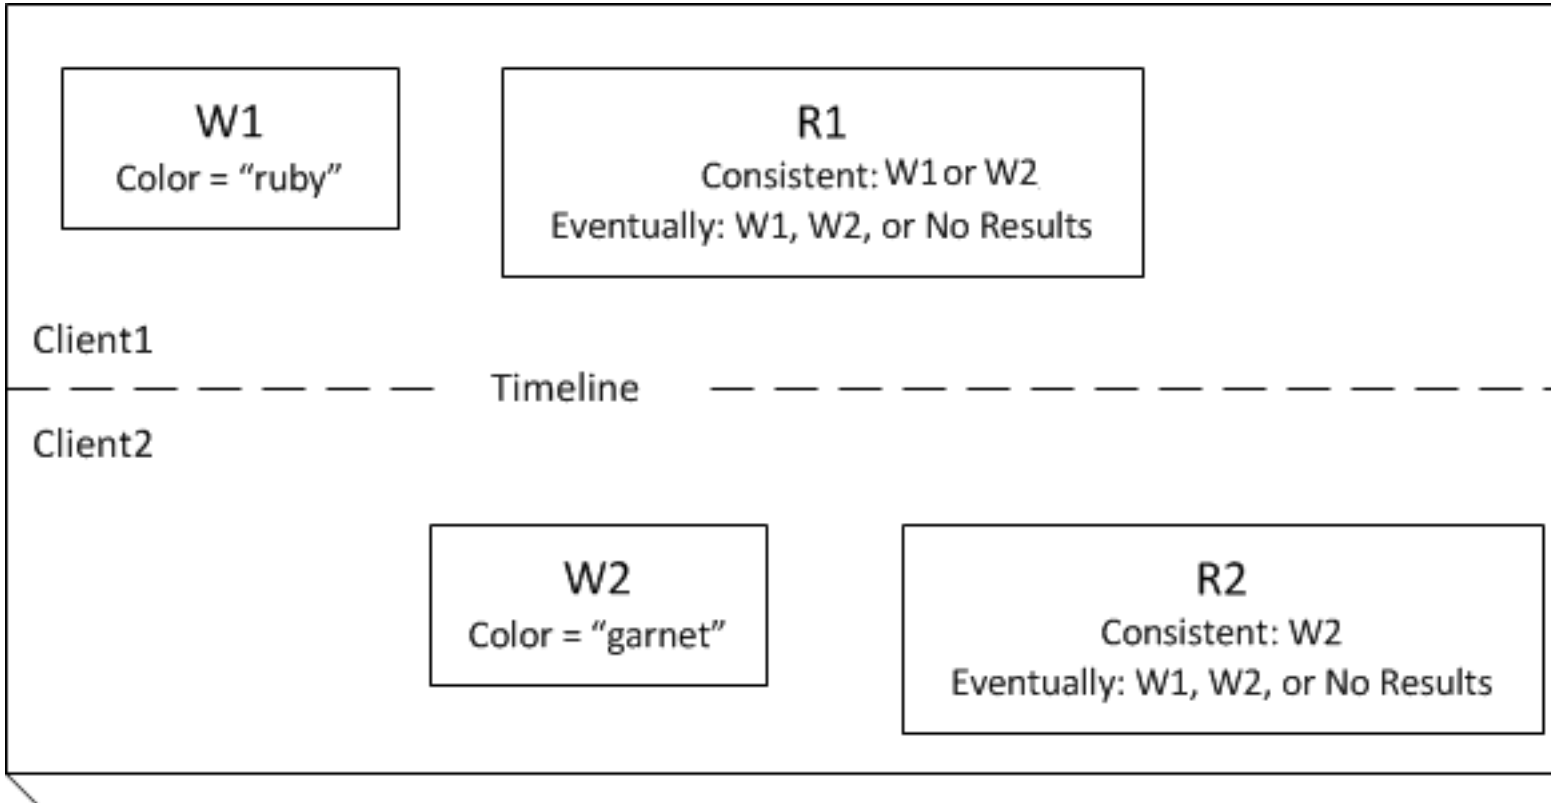 W1
Color = “ruby”
R1
Consistent: W1 or W2
Eventually: W1, W2, or No Results
Client1
Timeline
Client2
W2
Color = “garnet”
R2
Consistent: W2
Eventually: W1, W2, or No Results